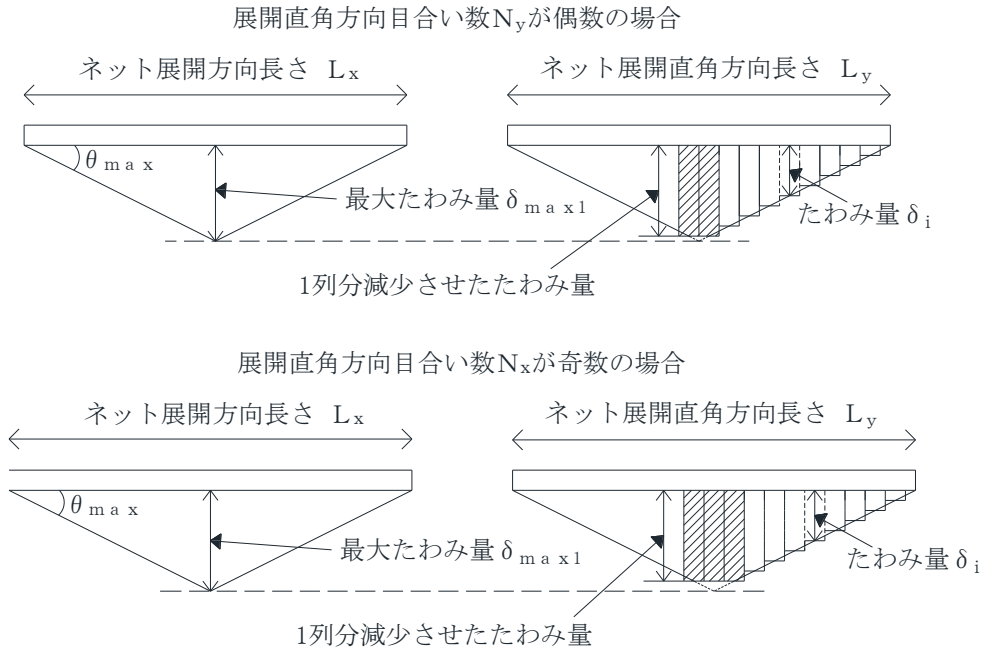 展開直角方向目合い数Nyが偶数の場合
ネット展開方向長さ Lx
ネット展開直角方向長さ Ly
θmax
最大たわみ量δmax1
たわみ量δi
1列分減少させたたわみ量
展開直角方向目合い数Nxが奇数の場合
ネット展開方向長さ Lx
ネット展開直角方向長さ Ly
θmax
最大たわみ量δmax1
たわみ量δi
1列分減少させたたわみ量